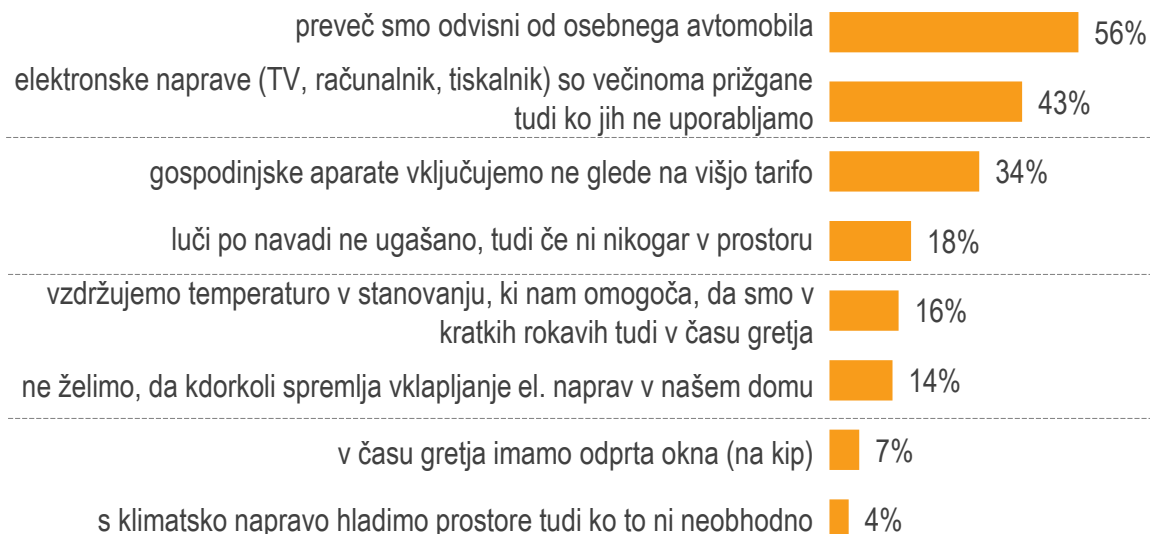 preveč smo odvisni od osebnega avtomobila 56%
elektronske naprave (TV, računalnik, tiskalnik) so večinoma prižgane
tudi ko jih ne uporabljamo 43%
gospodinjske aparate vključujemo ne glede na višjo tarifo 34%
luči po navadi ne ugašano, tudi če ni nikogar v prostoru 18%
vzdržujemo temperaturo v stanovanju, ki nam omogoča, da smo v
kratkih rokavih tudi v času gretja 16%
ne želimo, da kdorkoli spremlja vklapljanje el. naprav v našem domu 14%
v času gretja imamo odprta okna (na kip) 7%
s klimatsko napravo hladimo prostore tudi ko to ni neobhodno 4%